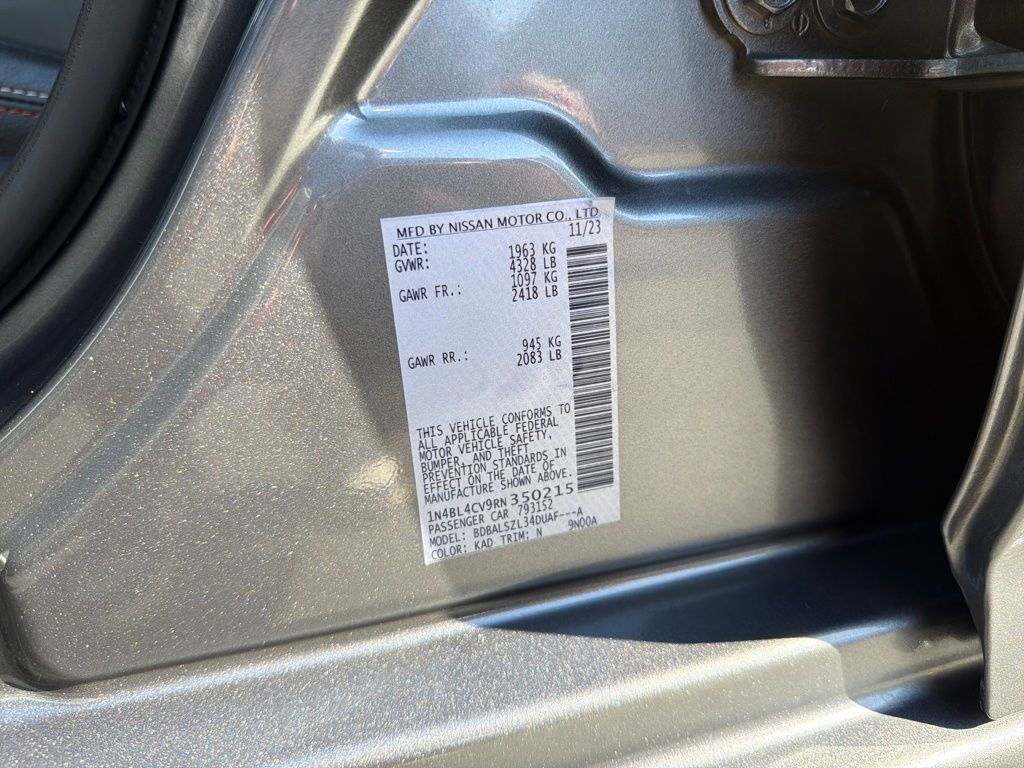 MFD BY NISSAN MOTOR CO., LTD
DATE: 11/23
GVWR: 1963 KG
4328 LB
GAWR FR.: 1097 KG
2418 LB
GAWR RR.: 945 KG
2083 LB
THIS VEHICLE CONFORMS TO
ALL APPLICABLE FEDERAL
MOTOR VEHICLE SAFETY,
BUMPER, AND THEFT
PREVENTION STANDARDS IN
EFFECT ON THE DATE OF
MANUFACTURE SHOWN ABOVE.
1N4BL4CV9RN350215
PASSENGER CAR 7931S2
MODEL: BDBALSZL34DUAF---A
COLOR: KAD TRIM: N 9N00A